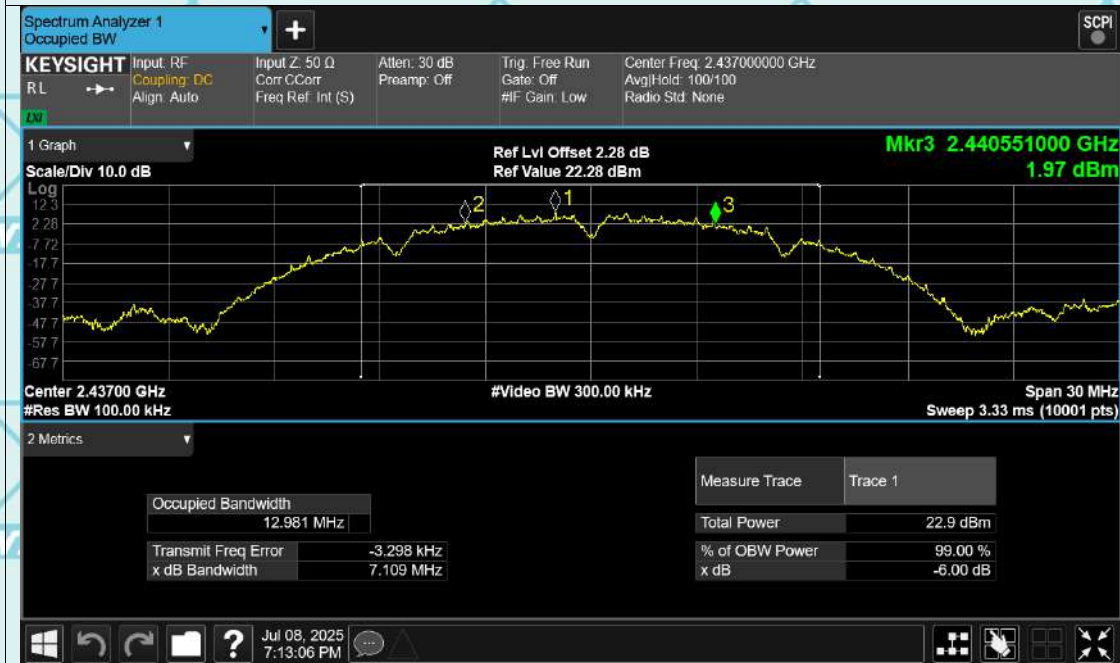 Spectrum Analyzer 1
Occupied BW
SCPI
KEYSIGHT
RL
LXI
Input: RF
Coupling: DC
Align: Auto
Input Z: 50 Ω
Corr CCorr
Freq Ref: Int (S)
Atten: 30 dB
Preamp: Off
Trig: Free Run
Gate: Off
#IF Gain: Low
Center Freq: 2.437000000 GHz
Avg|Hold: 100/100
Radio Std: None
1 Graph
Scale/Div 10.0 dB
Ref Lvl Offset 2.28 dB
Ref Value 22.28 dBm
Mkr3 2.440551000 GHz
1.97 dBm
Log
12.3
2.28
-7.72
-17.7
-27.7
-37.7
-47.7
-57.7
-67.7
2
1
3
Center 2.43700 GHz
#Res BW 100.00 kHz
#Video BW 300.00 kHz
Span 30 MHz
Sweep 3.33 ms (10001 pts)
2 Metrics
Occupied Bandwidth
12.981 MHz
Transmit Freq Error -3.298 kHz
x dB Bandwidth 7.109 MHz
Measure Trace Trace 1
Total Power 22.9 dBm
% of OBW Power 99.00 %
x dB -6.00 dB
?
Jul 08, 2025
7:13:06 PM